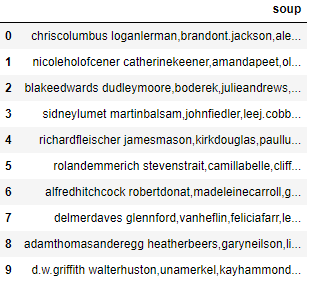 soup
0 chriscolumbus loganlerman,brandont.jackson,ale...
1 nicoleholofcener catherinekeener,amandapeet,ol...
2 blakeedwards dudleymoore,boderek,julieandrews,...
3 sidneylumet martinbalsam,johnfiedler,leej.cobb...
4 richardfleischer jamesmason,kirkdouglas,paullu...
5 rolandemmerich stevenstrait,camillabelle,cliff...
6 alfredhitchcock robertdonat,madeleinecarroll,g...
7 delmerdaves glennford,vanheflin,feliciafarr,le...
8 adamthomasanderegg heatherbeers,garyneilson,li...
9 d.w.griffith walterhuston,unamerkel,kayhammond...